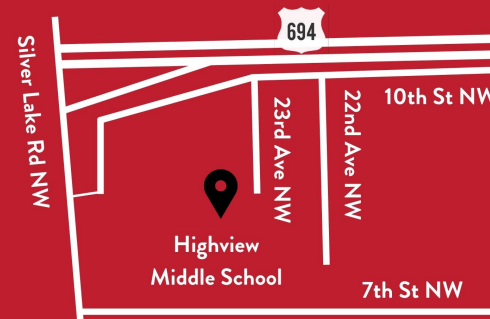 694
Silver Lake Rd NW
10th St NW
23rd Ave NW
22nd Ave NW
Highview
Middle School
7th St NW